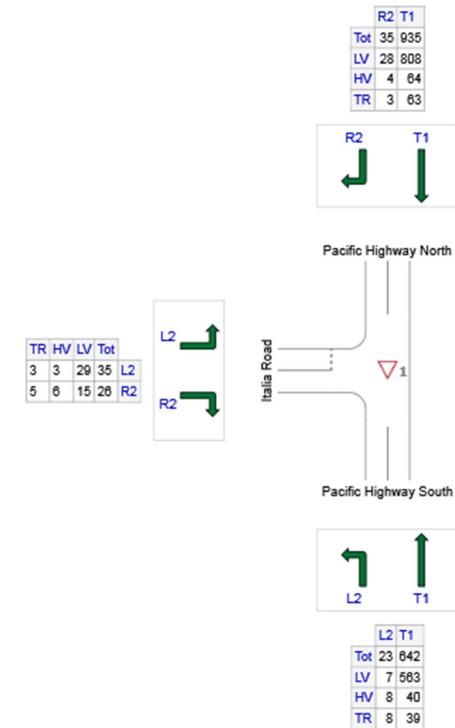 R2 T1
Tot 35 935
LV 28 808
HV 4 64
TR 3 63
R2 T1
Pacific Highway North
TR HV LV Tot
3 3 29 35 L2
5 6 15 26 R2
L2
R2
Italia Road
1
Pacific Highway South
L2 T1
L2 T1
Tot 23 642
LV 7 563
HV 8 40
TR 8 39